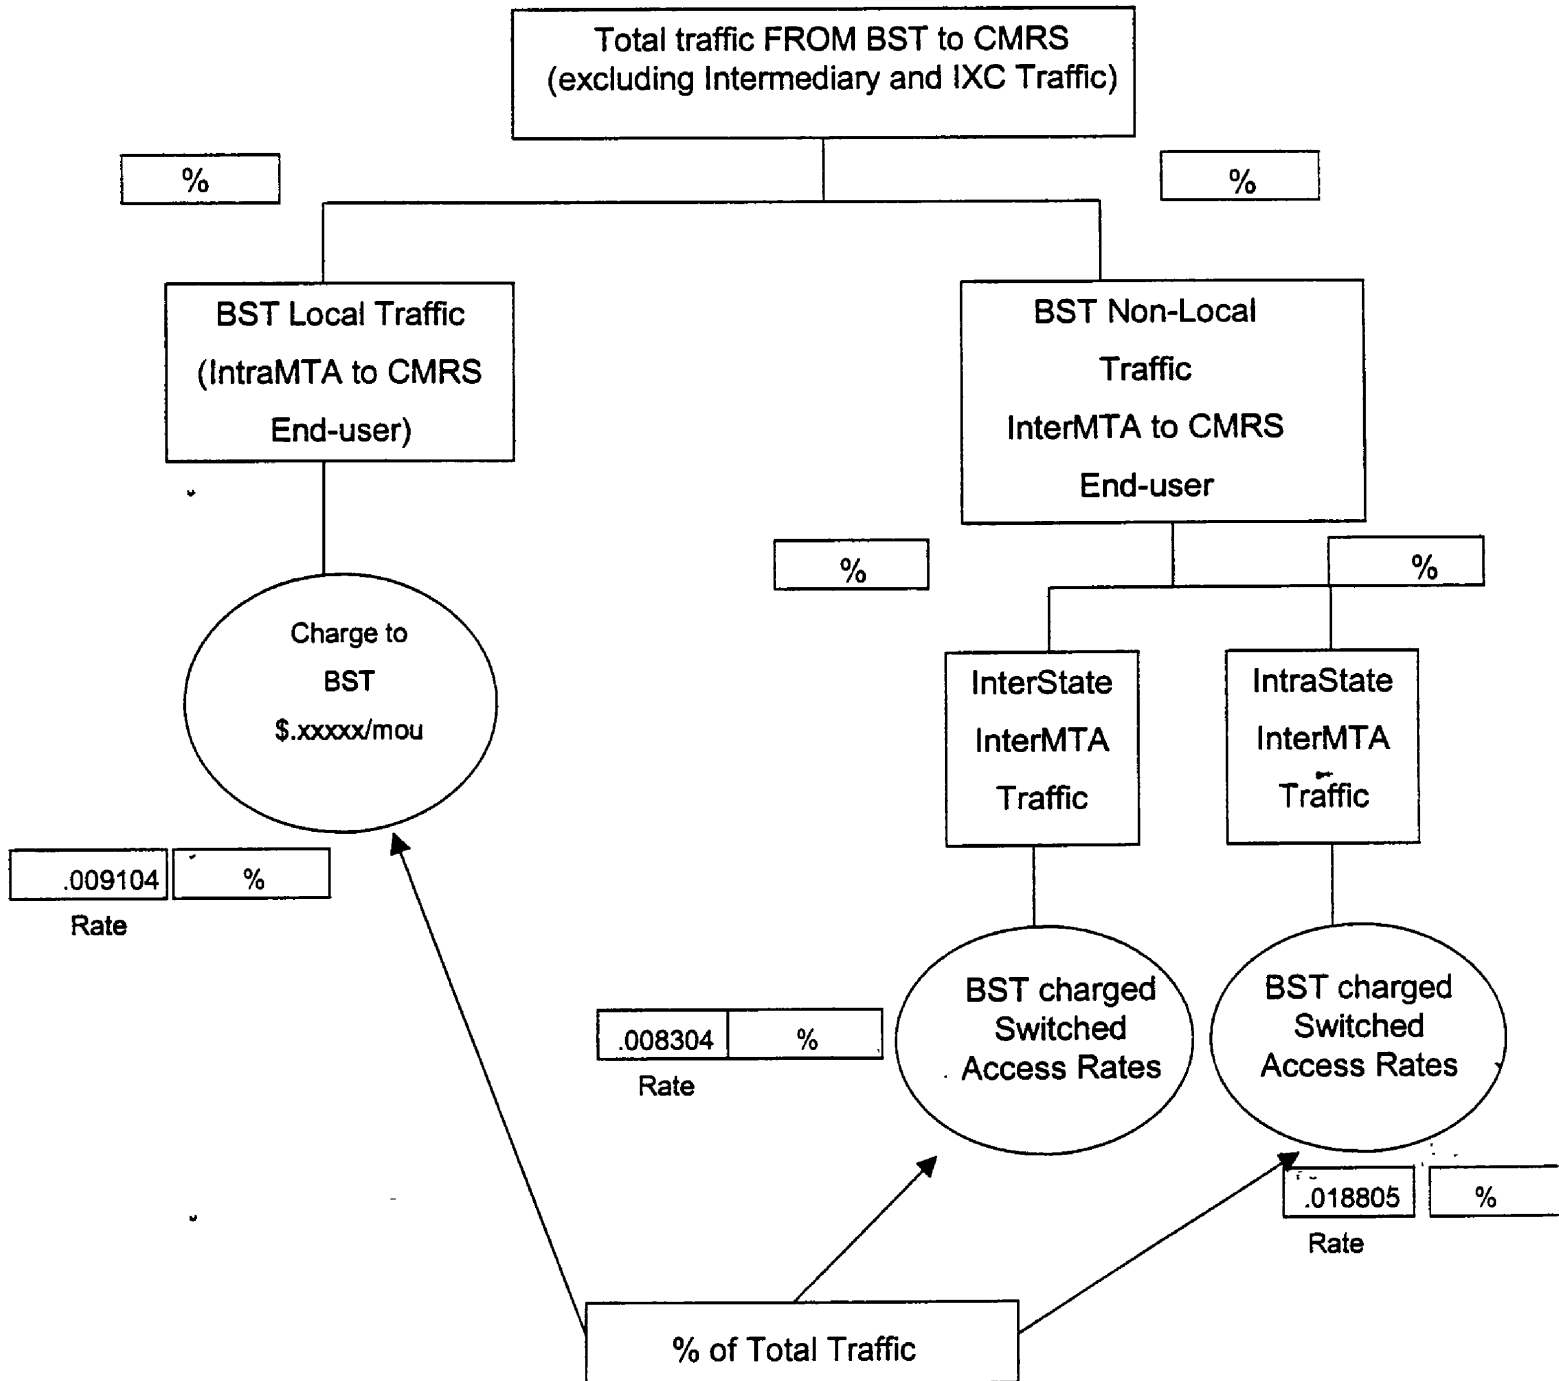 Total traffic FROM BST to CMRS
(excluding Intermediary and IXC Traffic)
%
%
BST Local Traffic
(IntraMTA to CMRS
End-user)
BST Non-Local
Traffic
InterMTA to CMRS
End-user
%
%
Charge to
BST
$.xxxxx/mou
InterState
InterMTA
Traffic
IntraState
InterMTA
Traffic
.009104
%
Rate
BST charged
Switched
Access Rates
BST charged
Switched
Access Rates
.008304
%
Rate
.018805
%
Rate
% of Total Traffic